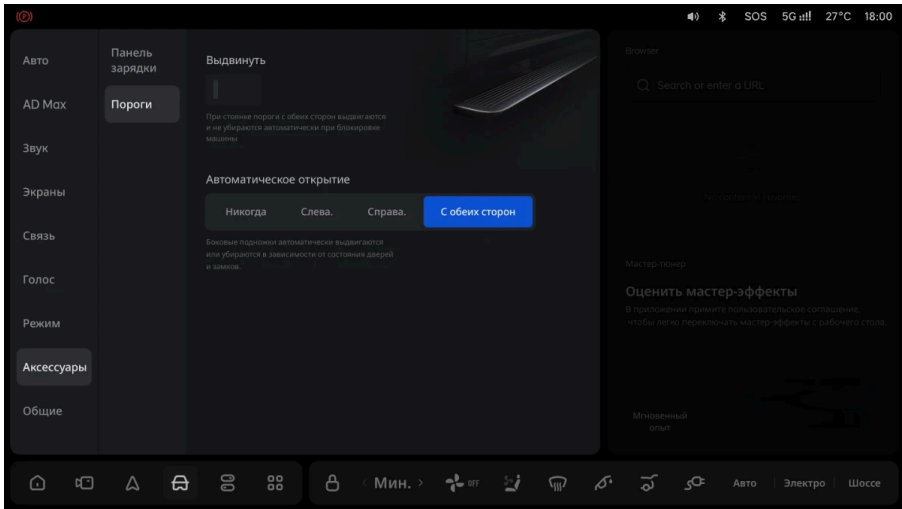 (P)
SOS
5G
27°C
18:00
Авто
AD Max
Звук
Экраны
Связь
Голос
Режим
Аксессуары
Общие
Панель
зарядки
Пороги
Выдвинуть
При стоянке пороги с обеих сторон выдвигаются
и не убираются автоматически при блокировке
машины
Автоматическое открытие
Никогда
Слева.
Справа.
С обеих сторон
Боковые подножки автоматически выдвигаются
или убираются в зависимости от состояния дверей
и замков.
Browser
Search or enter a URL
Мастер-тюнер
Оценить мастер-эффекты
В приложении примите пользовательское соглашение,
чтобы легко переключать мастер-эффекты с рабочего стола.
Мгновенный
опыт
< Мин. >
OFF
Авто
Электро
Шоссе